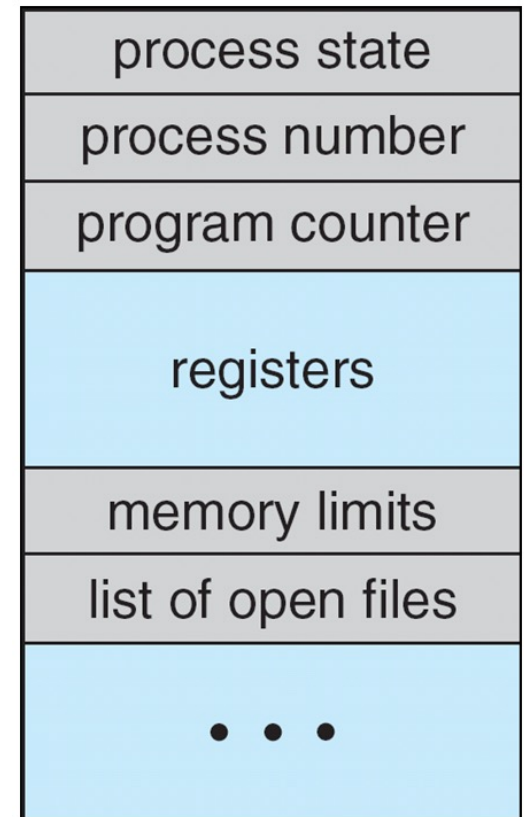 process state
process number
program counter
registers
memory limits
list of open files
• • •